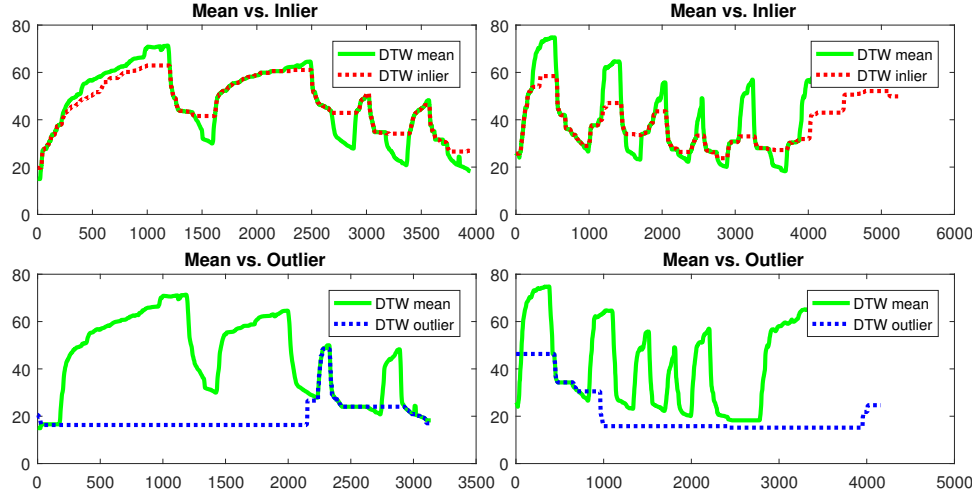 Mean vs. Inlier
80
60
40
20
0
DTW mean
DTW inlier
0 500 1000 1500 2000 2500 3000 3500 4000
Mean vs. Inlier
80
60
40
20
0
DTW mean
DTW inlier
0 1000 2000 3000 4000 5000 6000
Mean vs. Outlier
80
60
40
20
0
DTW mean
DTW outlier
0 500 1000 1500 2000 2500 3000 3500
Mean vs. Outlier
80
60
40
20
0
DTW mean
DTW outlier
0 1000 2000 3000 4000 5000